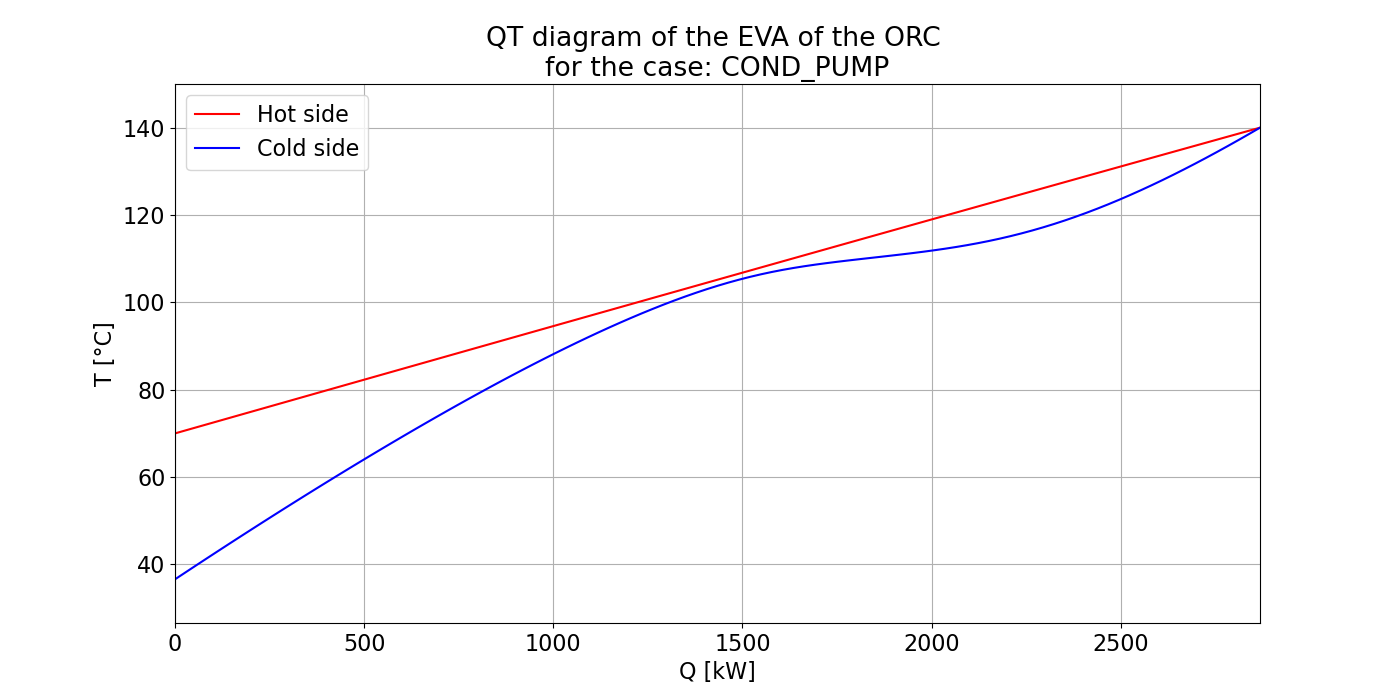 QT diagram of the EVA of the ORC
for the case: COND_PUMP
Hot side
Cold side
140
120
100
80
60
40
T [°C]
0 500 1000 1500 2000 2500
Q [kW]